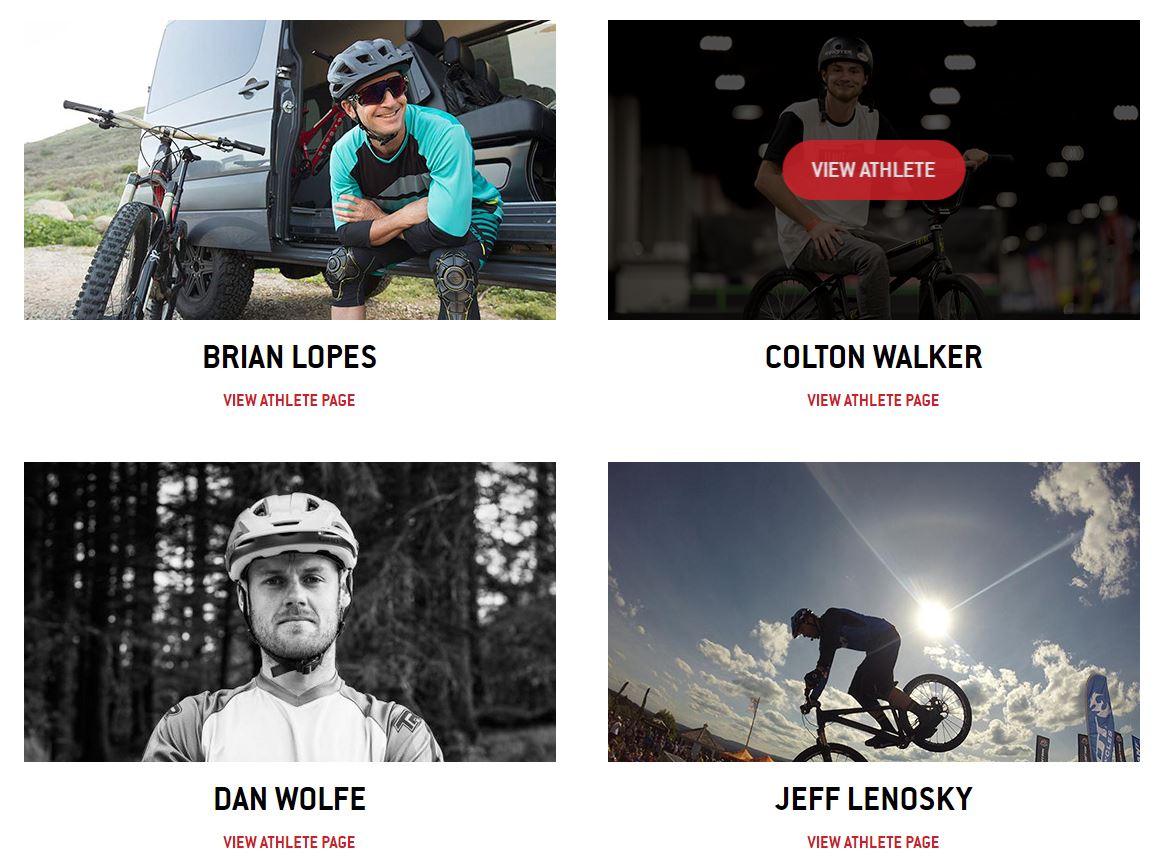 VIEW ATHLETE
BRIAN LOPES
COLTON WALKER
VIEW ATHLETE PAGE
VIEW ATHLETE PAGE
DAN WOLFE
JEFF LENOSKY
VIEW ATHLETE PAGE
VIEW ATHLETE PAGE